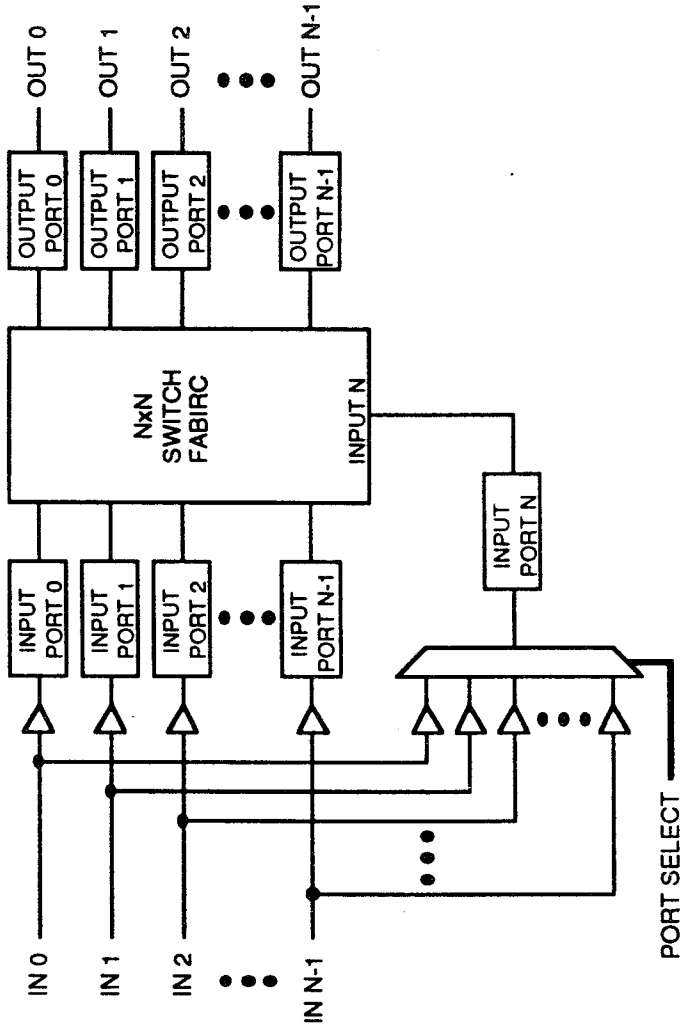 IN 0
IN 1
IN 2
IN N-1
INPUT
PORT 0
INPUT
PORT 1
INPUT
PORT 2
INPUT
PORT N-1
NxN
SWITCH
FABIRC
INPUT N
OUTPUT
PORT 0
OUTPUT
PORT 1
OUTPUT
PORT 2
OUTPUT
PORT N-1
OUT 0
OUT 1
OUT 2
OUT N-1
INPUT
PORT N
PORT SELECT